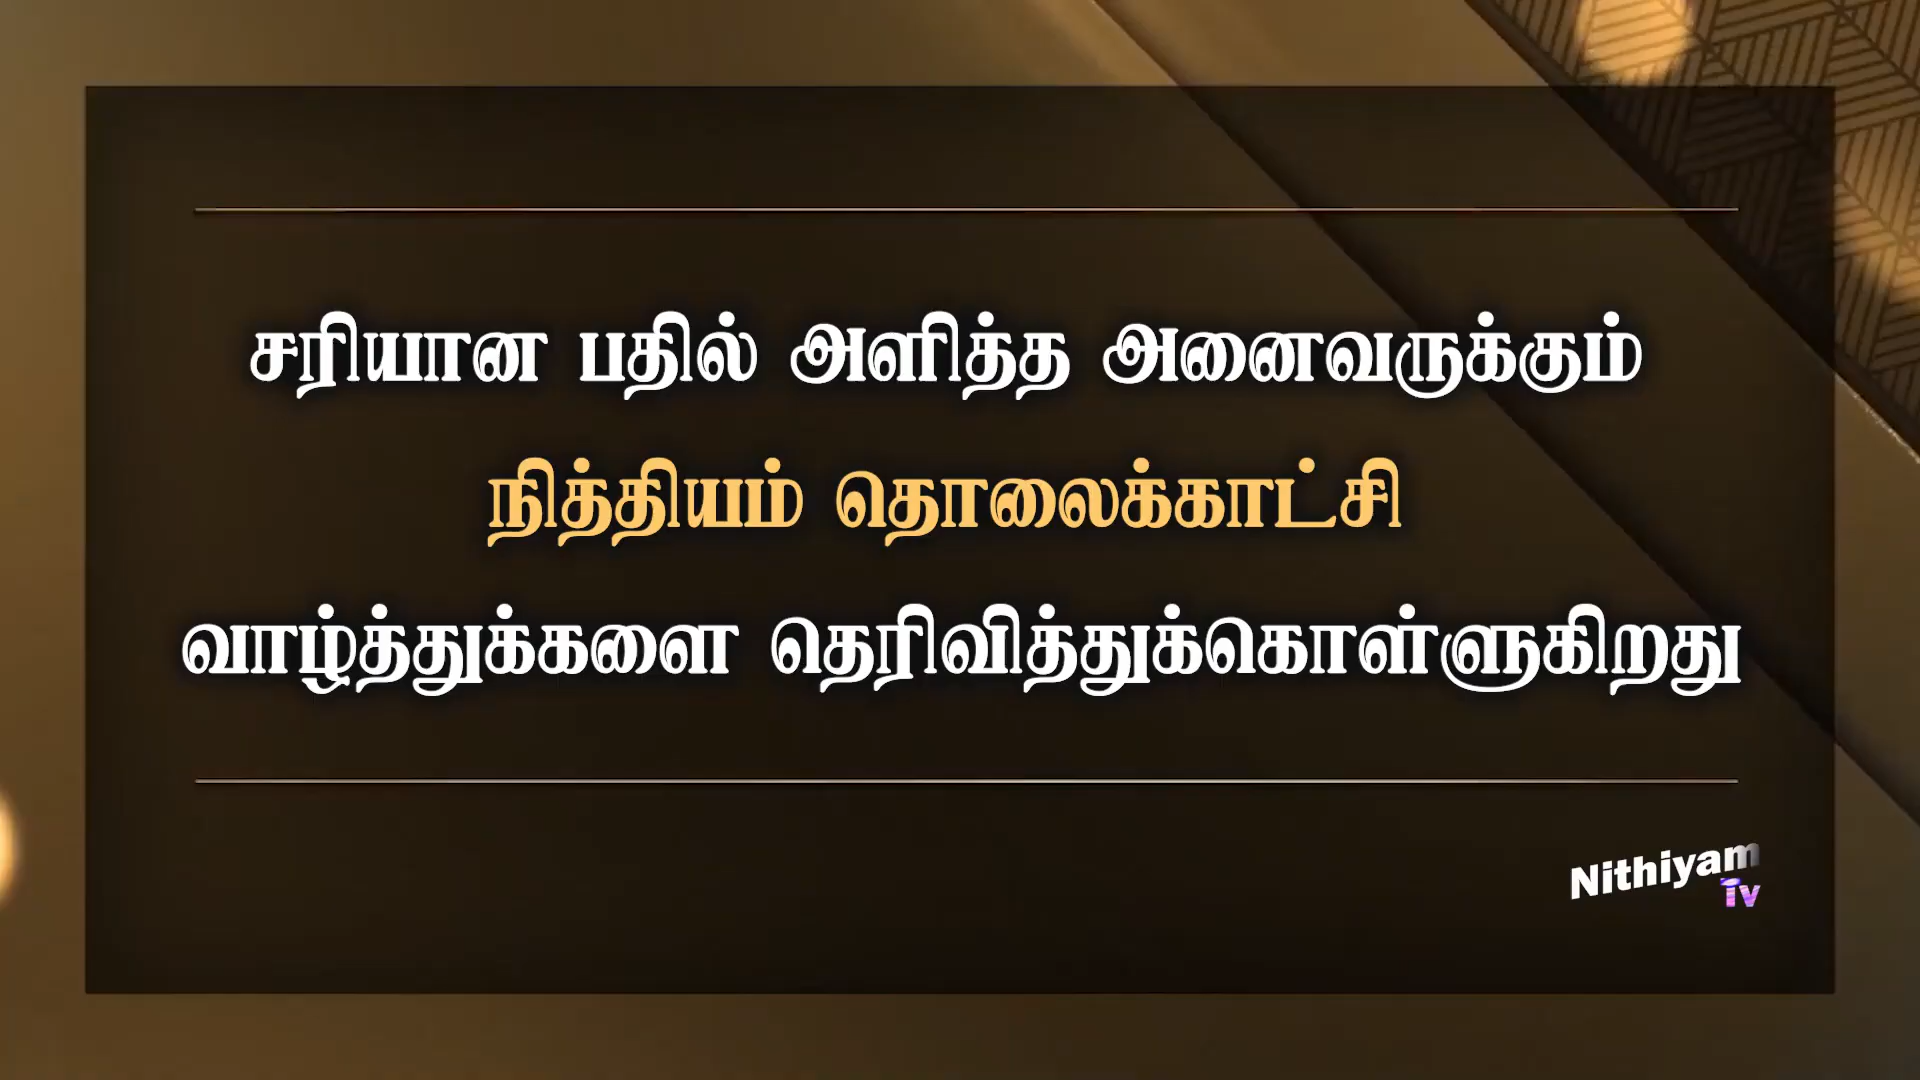 சரியான பதில் அளித்த அனைவருக்கும்
நித்தியம் தொலைக்காட்சி
வாழ்த்துக்களை தெரிவித்துக்கொள்ளுகிறது
Nithiyam
Tv